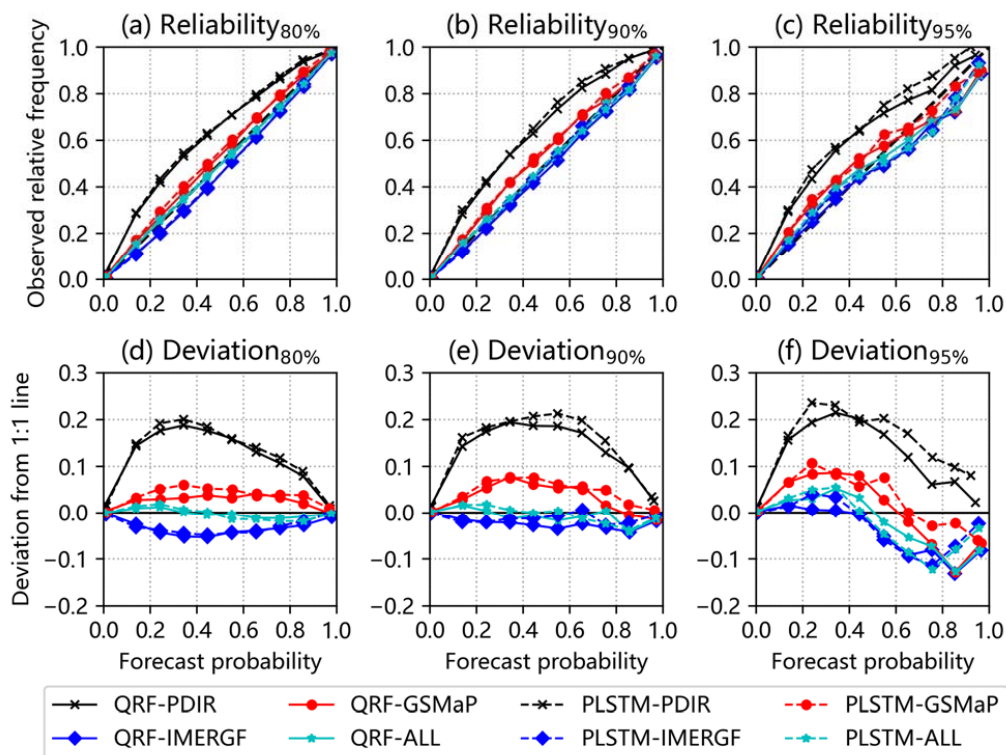 (a) Reliability80%
(b) Reliability90%
(c) Reliability95%
Observed relative frequency
1.0
0.8
0.6
0.4
0.2
0.0
0.0 0.2 0.4 0.6 0.8 1.0
1.0
0.8
0.6
0.4
0.2
0.0
0.0 0.2 0.4 0.6 0.8 1.0
1.0
0.8
0.6
0.4
0.2
0.0
0.0 0.2 0.4 0.6 0.8 1.0
(d) Deviation80%
(e) Deviation90%
(f) Deviation95%
Deviation from 1:1 line
0.3
0.2
0.1
0.0
−0.1
−0.2
0.0 0.2 0.4 0.6 0.8 1.0
Forecast probability
0.3
0.2
0.1
0.0
−0.1
−0.2
0.0 0.2 0.4 0.6 0.8 1.0
Forecast probability
0.3
0.2
0.1
0.0
−0.1
−0.2
0.0 0.2 0.4 0.6 0.8 1.0
Forecast probability
QRF-PDIR QRF-GSMaP PLSTM-PDIR PLSTM-GSMaP
QRF-IMERGF QRF-ALL PLSTM-IMERGF PLSTM-ALL